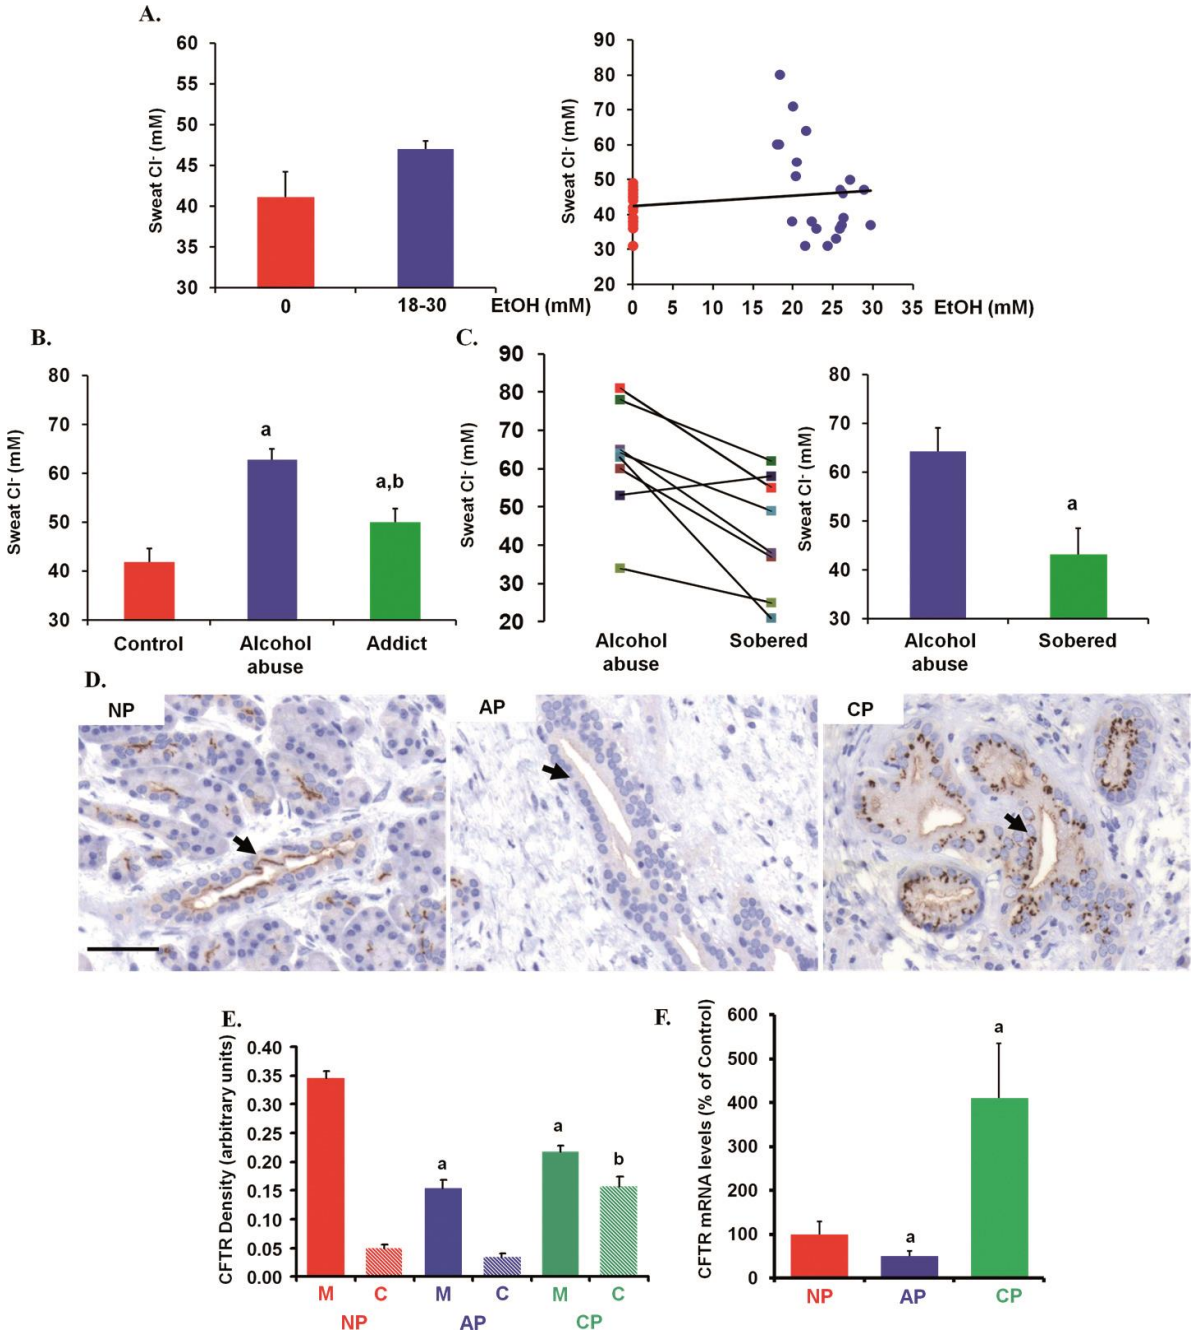 A.
Sweat Cl- (mM)
60
55
50
45
40
35
30
0
18-30
EtOH (mM)
Sweat Cl- (mM)
90
80
70
60
50
40
30
20
0 5 10 15 20 25 30 35 EtOH (mM)
B.
Sweat Cl- (mM)
80
70
60
50
40
30
a
a,b
Control
Alcohol
abuse
Addict
C.
Sweat Cl- (mM)
90
80
70
60
50
40
30
20
Alcohol
abuse
Sobered
Sweat Cl- (mM)
80
70
60
50
40
30
a
Alcohol
abuse
Sobered
D.
NP
AP
CP
E.
CFTR Density (arbitrary units)
0.40
0.35
0.30
0.25
0.20
0.15
0.10
0.05
0.00
a
a
b
M C M C M C
NP AP CP
F.
CFTR mRNA levels (% of Control)
600
500
400
300
200
100
0
a
a
NP AP CP